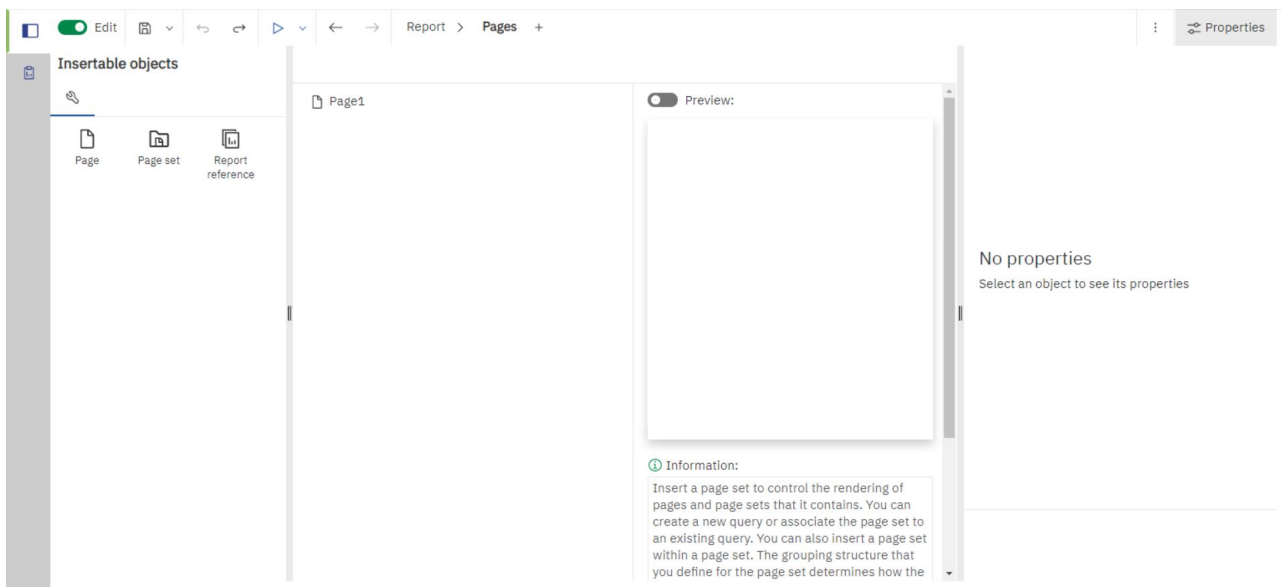 Edit
Report > Pages +
Properties
Insertable objects
Page
Page set
Report
reference
Page1
Preview:
Information:
Insert a page set to control the rendering of
pages and page sets that it contains. You can
create a new query or associate the page set to
an existing query. You can also insert a page set
within a page set. The grouping structure that
you define for the page set determines how the
No properties
Select an object to see its properties